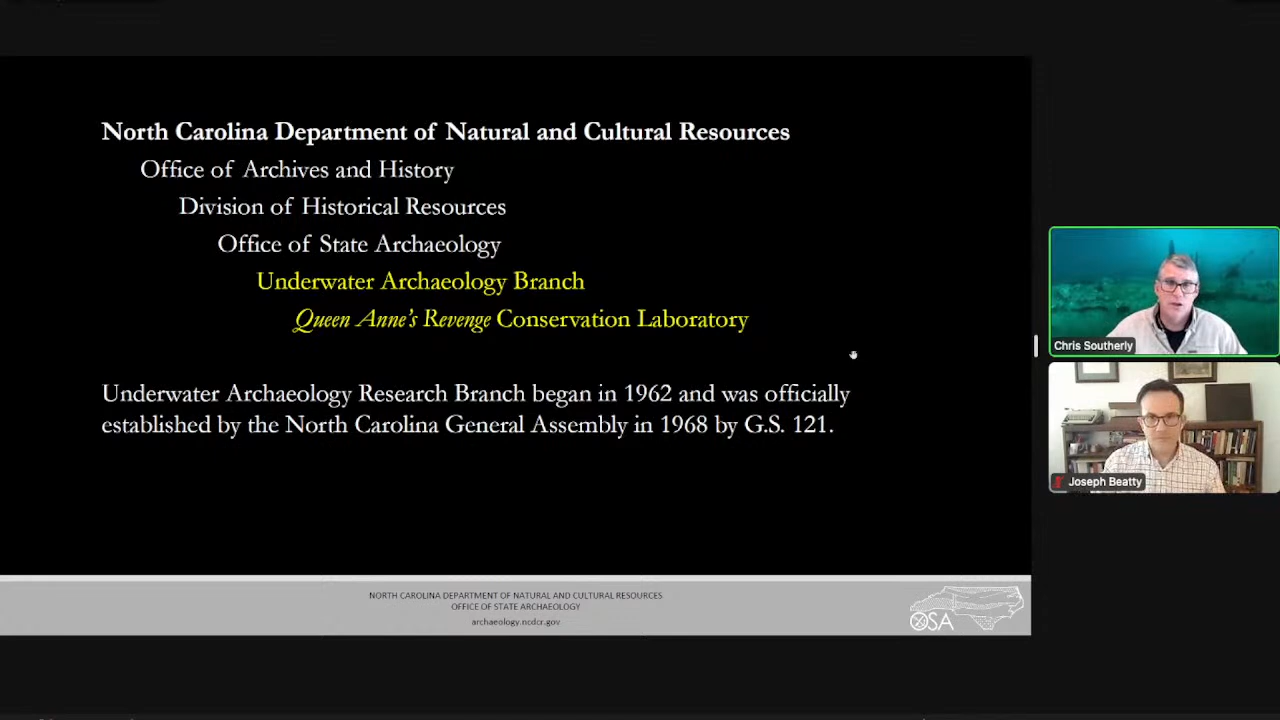 North Carolina Department of Natural and Cultural Resources
Office of Archives and History
Division of Historical Resources
Office of State Archaeology
Underwater Archaeology Branch
Queen Anne's Revenge Conservation Laboratory
Underwater Archaeology Research Branch began in 1962 and was officially
established by the North Carolina General Assembly in 1968 by G.S. 121.
NORTH CAROLINA DEPARTMENT OF NATURAL AND CULTURAL RESOURCES
OFFICE OF STATE ARCHAEOLOGY
archaeology.ncdcr.gov
OSA
Chris Southerly
Joseph Beatty